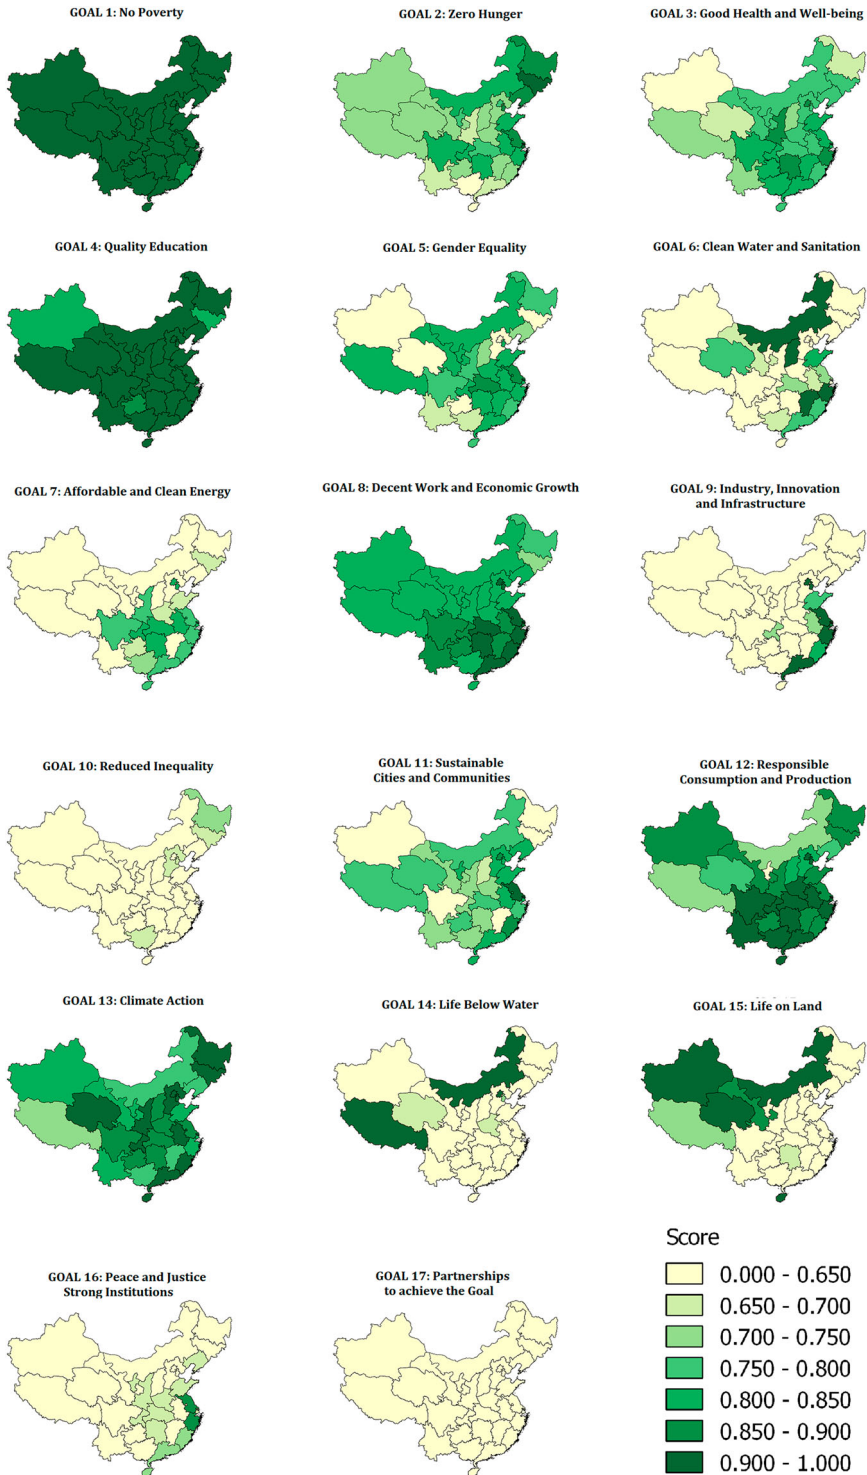 GOAL 1: No Poverty
GOAL 2: Zero Hunger
GOAL 3: Good Health and Well-being
GOAL 4: Quality Education
GOAL 5: Gender Equality
GOAL 6: Clean Water and Sanitation
GOAL 7: Affordable and Clean Energy
GOAL 8: Decent Work and Economic Growth
GOAL 9: Industry, Innovation
and Infrastructure
GOAL 10: Reduced Inequality
GOAL 11: Sustainable
Cities and Communities
GOAL 12: Responsible
Consumption and Production
GOAL 13: Climate Action
GOAL 14: Life Below Water
GOAL 15: Life on Land
GOAL 16: Peace and Justice
Strong Institutions
GOAL 17: Partnerships
to achieve the Goal
Score
0.000 - 0.650
0.650 - 0.700
0.700 - 0.750
0.750 - 0.800
0.800 - 0.850
0.850 - 0.900
0.900 - 1.000